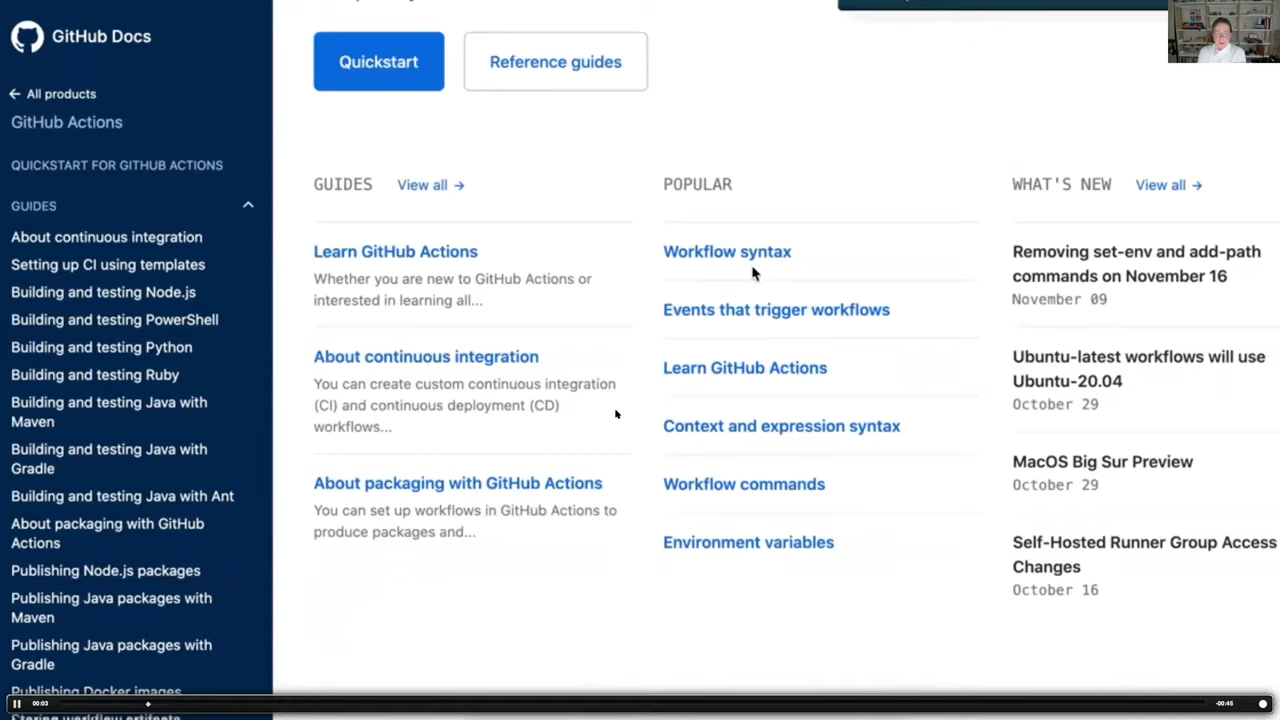 GitHub Docs
← All products
GitHub Actions
QUICKSTART FOR GITHUB ACTIONS
GUIDES
About continuous integration
Setting up CI using templates
Building and testing Node.js
Building and testing PowerShell
Building and testing Python
Building and testing Ruby
Building and testing Java with
Maven
Building and testing Java with
Gradle
Building and testing Java with Ant
About packaging with GitHub
Actions
Publishing Node.js packages
Publishing Java packages with
Maven
Publishing Java packages with
Gradle
Publishing Docker images
Storing workflow artifacts
Quickstart
Reference guides
GUIDES View all →
Learn GitHub Actions
Whether you are new to GitHub Actions or
interested in learning all...
About continuous integration
You can create custom continuous integration
(CI) and continuous deployment (CD)
workflows...
About packaging with GitHub Actions
You can set up workflows in GitHub Actions to
produce packages and...
POPULAR
Workflow syntax
Events that trigger workflows
Learn GitHub Actions
Context and expression syntax
Workflow commands
Environment variables
WHAT'S NEW View all →
Removing set-env and add-path
commands on November 16
November 09
Ubuntu-latest workflows will use
Ubuntu-20.04
October 29
MacOS Big Sur Preview
October 29
Self-Hosted Runner Group Access
Changes
October 16
00:03
-00:45